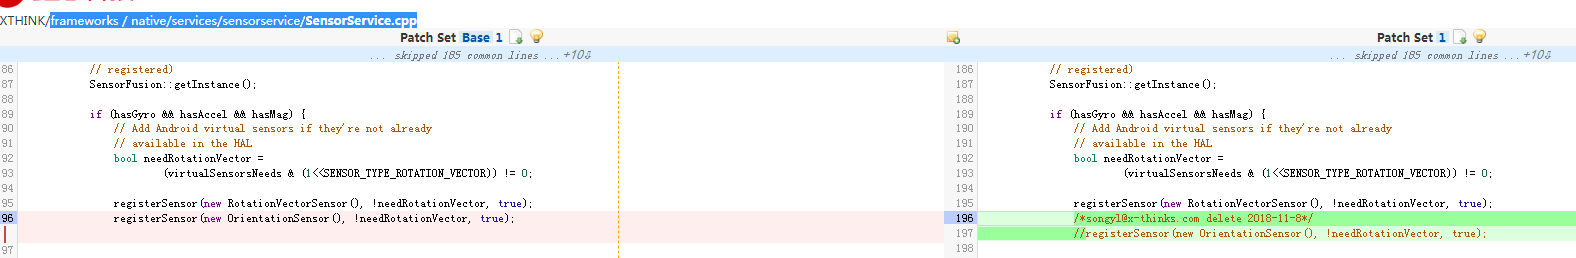 XTHINK/frameworks / native/services/sensorservice/SensorService.cpp
Patch Set Base 1
Patch Set 1
... skipped 185 common lines ...+10⇩
... skipped 185 common lines ...+10⇩
86 // registered)
87 SensorFusion::getInstance();
88
89 if (hasGyro && hasAccel && hasMag) {
90 // Add Android virtual sensors if they're not already
91 // available in the HAL
92 bool needRotationVector =
93 (virtualSensorsNeeds & (1<<SENSOR_TYPE_ROTATION_VECTOR)) != 0;
94
95 registerSensor(new RotationVectorSensor(), !needRotationVector, true);
96 registerSensor(new OrientationSensor(), !needRotationVector, true);
97
186 // registered)
187 SensorFusion::getInstance();
188
189 if (hasGyro && hasAccel && hasMag) {
190 // Add Android virtual sensors if they're not already
191 // available in the HAL
192 bool needRotationVector =
193 (virtualSensorsNeeds & (1<<SENSOR_TYPE_ROTATION_VECTOR)) != 0;
194
195 registerSensor(new RotationVectorSensor(), !needRotationVector, true);
196 /*songyl@x-thinks.com delete 2018-11-8*/
197 //registerSensor(new OrientationSensor(), !needRotationVector, true);
198